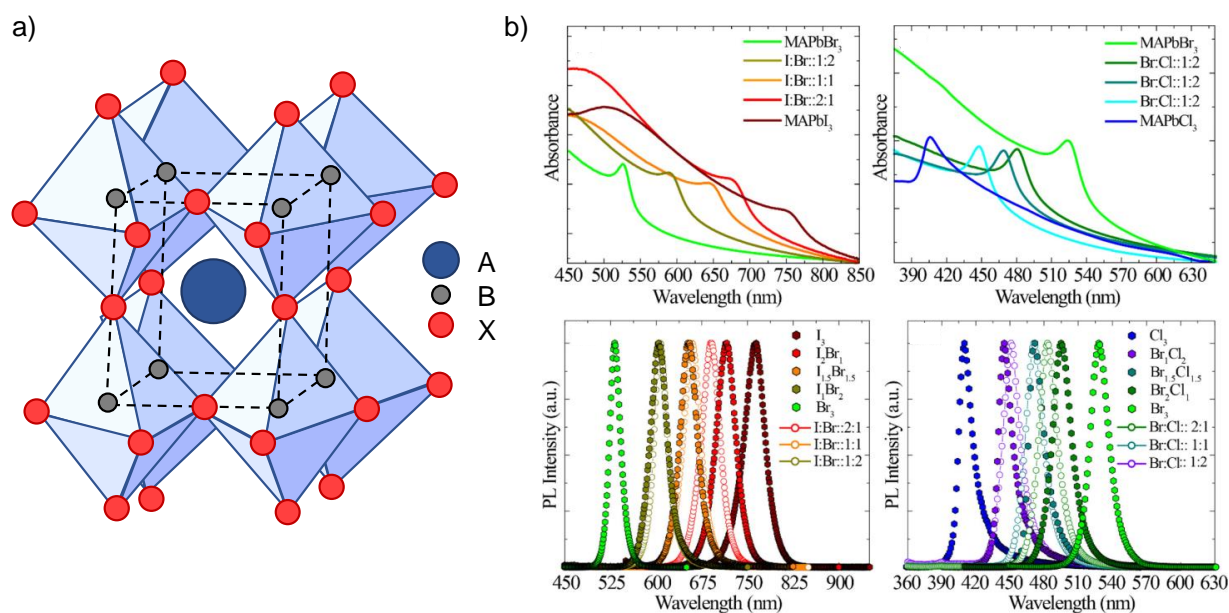 a)
A
B
X
b)
Absorbance
MAPbBr3
I:Br::1:2
I:Br::1:1
I:Br::2:1
MAPbI3
450 500 550 600 650 700 750 800 850
Wavelength (nm)
Absorbance
MAPbBr3
Br:Cl::1:2
Br:Cl::1:2
Br:Cl::1:2
MAPbCl3
390 420 450 480 510 540 570 600 630
Wavelength (nm)
PL Intensity (a.u.)
I3
I2Br1
I1.5Br1.5
I1Br2
Br3
I:Br::2:1
I:Br::1:1
I:Br::1:2
450 525 600 675 750 825 900
Wavelength (nm)
PL Intensity (a.u.)
Cl3
Br1Cl2
Br1.5Cl1.5
Br2Cl1
Br3
Br:Cl:: 2:1
Br:Cl:: 1:1
Br:Cl:: 1:2
360 390 420 450 480 510 540 570 600 630
Wavelength (nm)